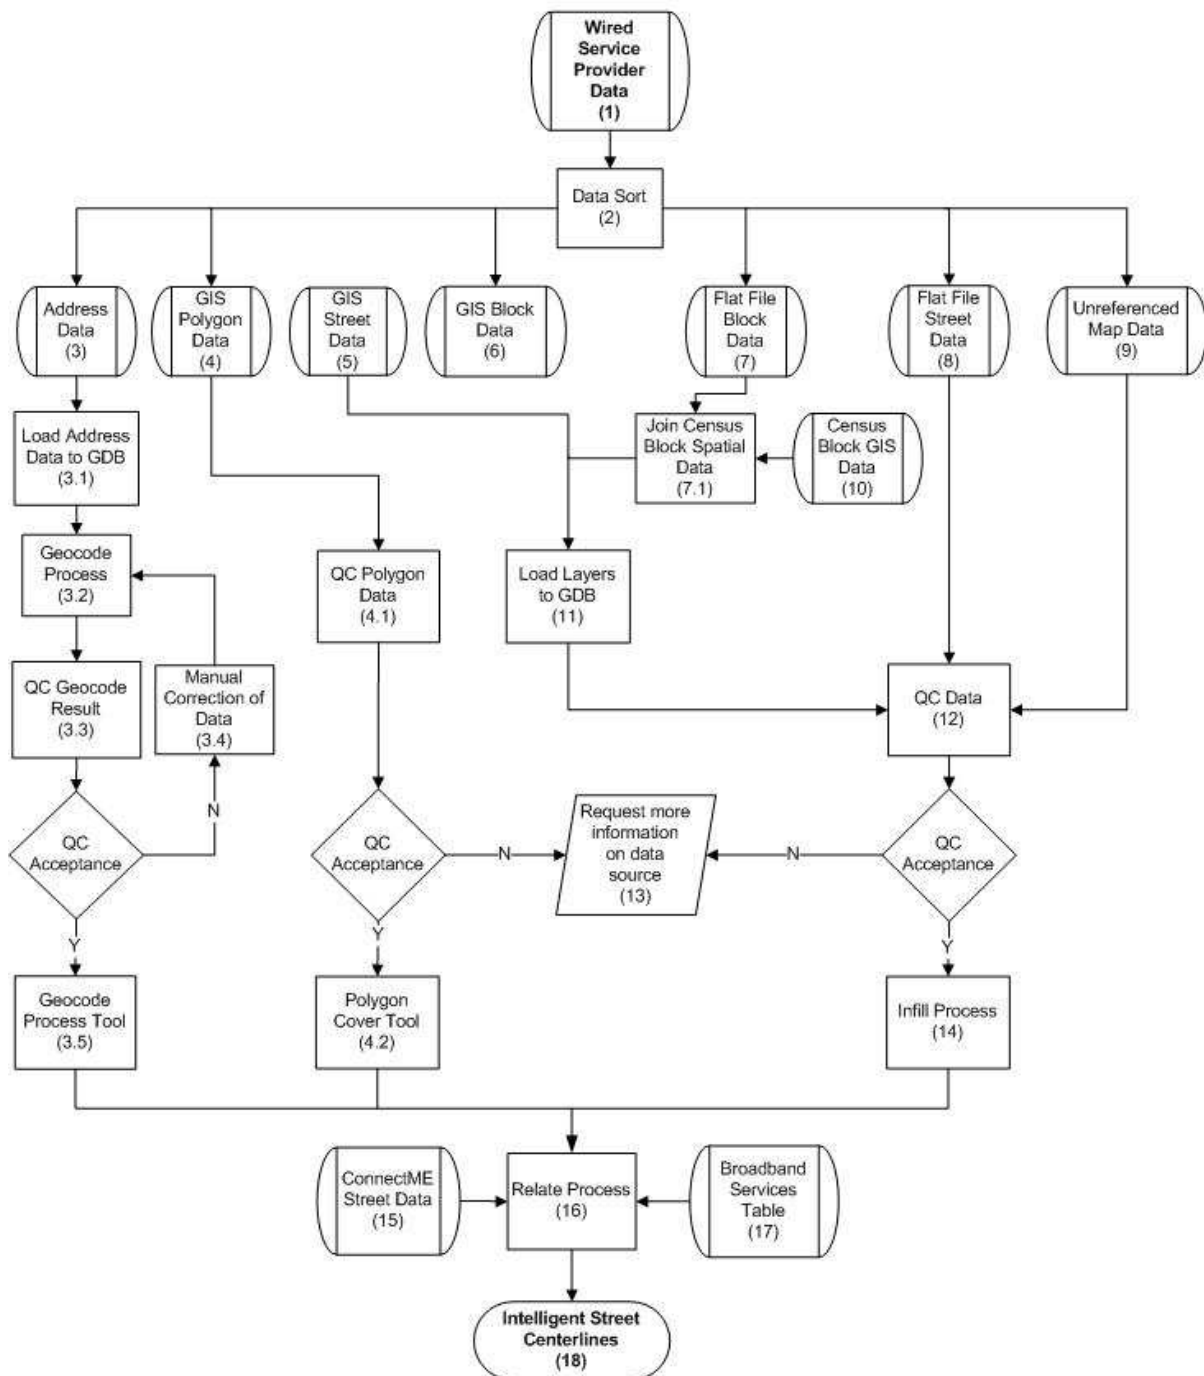 Wired
Service
Provider
Data
(1)
Data Sort
(2)
Address
Data
(3)
GIS
Polygon
Data
(4)
GIS
Street
Data
(5)
GIS Block
Data
(6)
Flat File
Block
Data
(7)
Flat File
Street
Data
(8)
Unreferenced
Map Data
(9)
Load Address
Data to GDB
(3.1)
Join Census
Block Spatial
Data
(7.1)
Census
Block GIS
Data
(10)
Geocode
Process
(3.2)
QC Polygon
Data
(4.1)
Load Layers
to GDB
(11)
QC Geocode
Result
(3.3)
Manual
Correction of
Data
(3.4)
QC Data
(12)
N
QC
Acceptance
QC
Acceptance
N
Request more
information
on data
source
(13)
N
QC
Acceptance
Y
Y
Y
Geocode
Process Tool
(3.5)
Polygon
Cover Tool
(4.2)
Infill Process
(14)
ConnectME
Street Data
(15)
Relate Process
(16)
Broadband
Services
Table
(17)
Intelligent Street
Centerlines
(18)